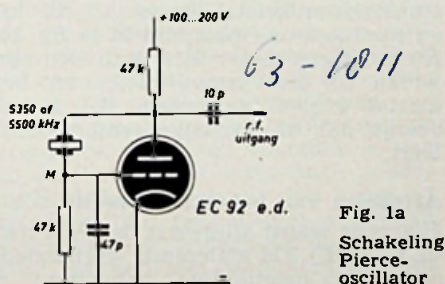 + 100...200 V
63 - 1811
47 k
10 p
5350 of
5500 kHz
r.f.
uitgang
M
EC 92 e.d.
47 k
47 p
Fig. 1a
Schakeling
Pierce-
oscillator